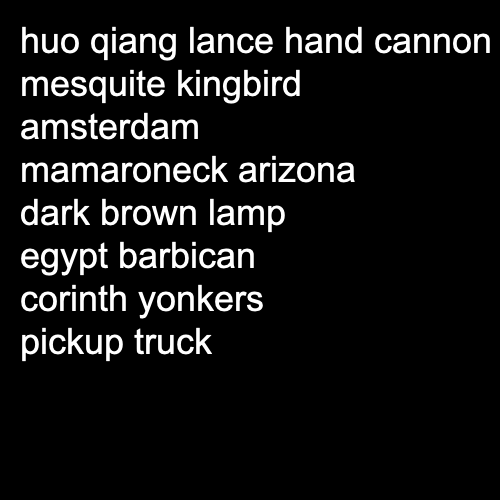 huo qiang lance hand cannon
mesquite kingbird
amsterdam
mamaroneck arizona
dark brown lamp
egypt barbican
corinth yonkers
pickup truck